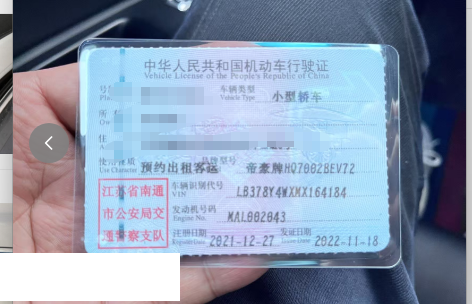 中华人民共和国机动车行驶证
Vehicle License of the People's Republic of China
号
车辆类型
Vehicle Type
小型轿车
所
住
使用性质
Use Character
预约出租客运
品牌型号
帝豪牌HQ7002BEV72
车辆识别代号
VIN
LB378Y4WXMX164184
发动机号码
Engine No.
MAL002043
注册日期
Register Date
2021-12-27
发证日期
Issue Date
2022-11-18
江苏省南通
市公安局交
通警察支队